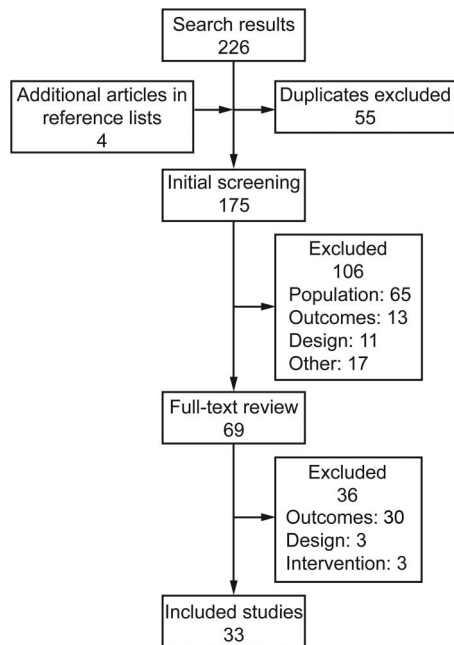 Search results
226
Additional articles in
reference lists
4
Duplicates excluded
55
Initial screening
175
Excluded
106
Population: 65
Outcomes: 13
Design: 11
Other: 17
Full-text review
69
Excluded
36
Outcomes: 30
Design: 3
Intervention: 3
Included studies
33